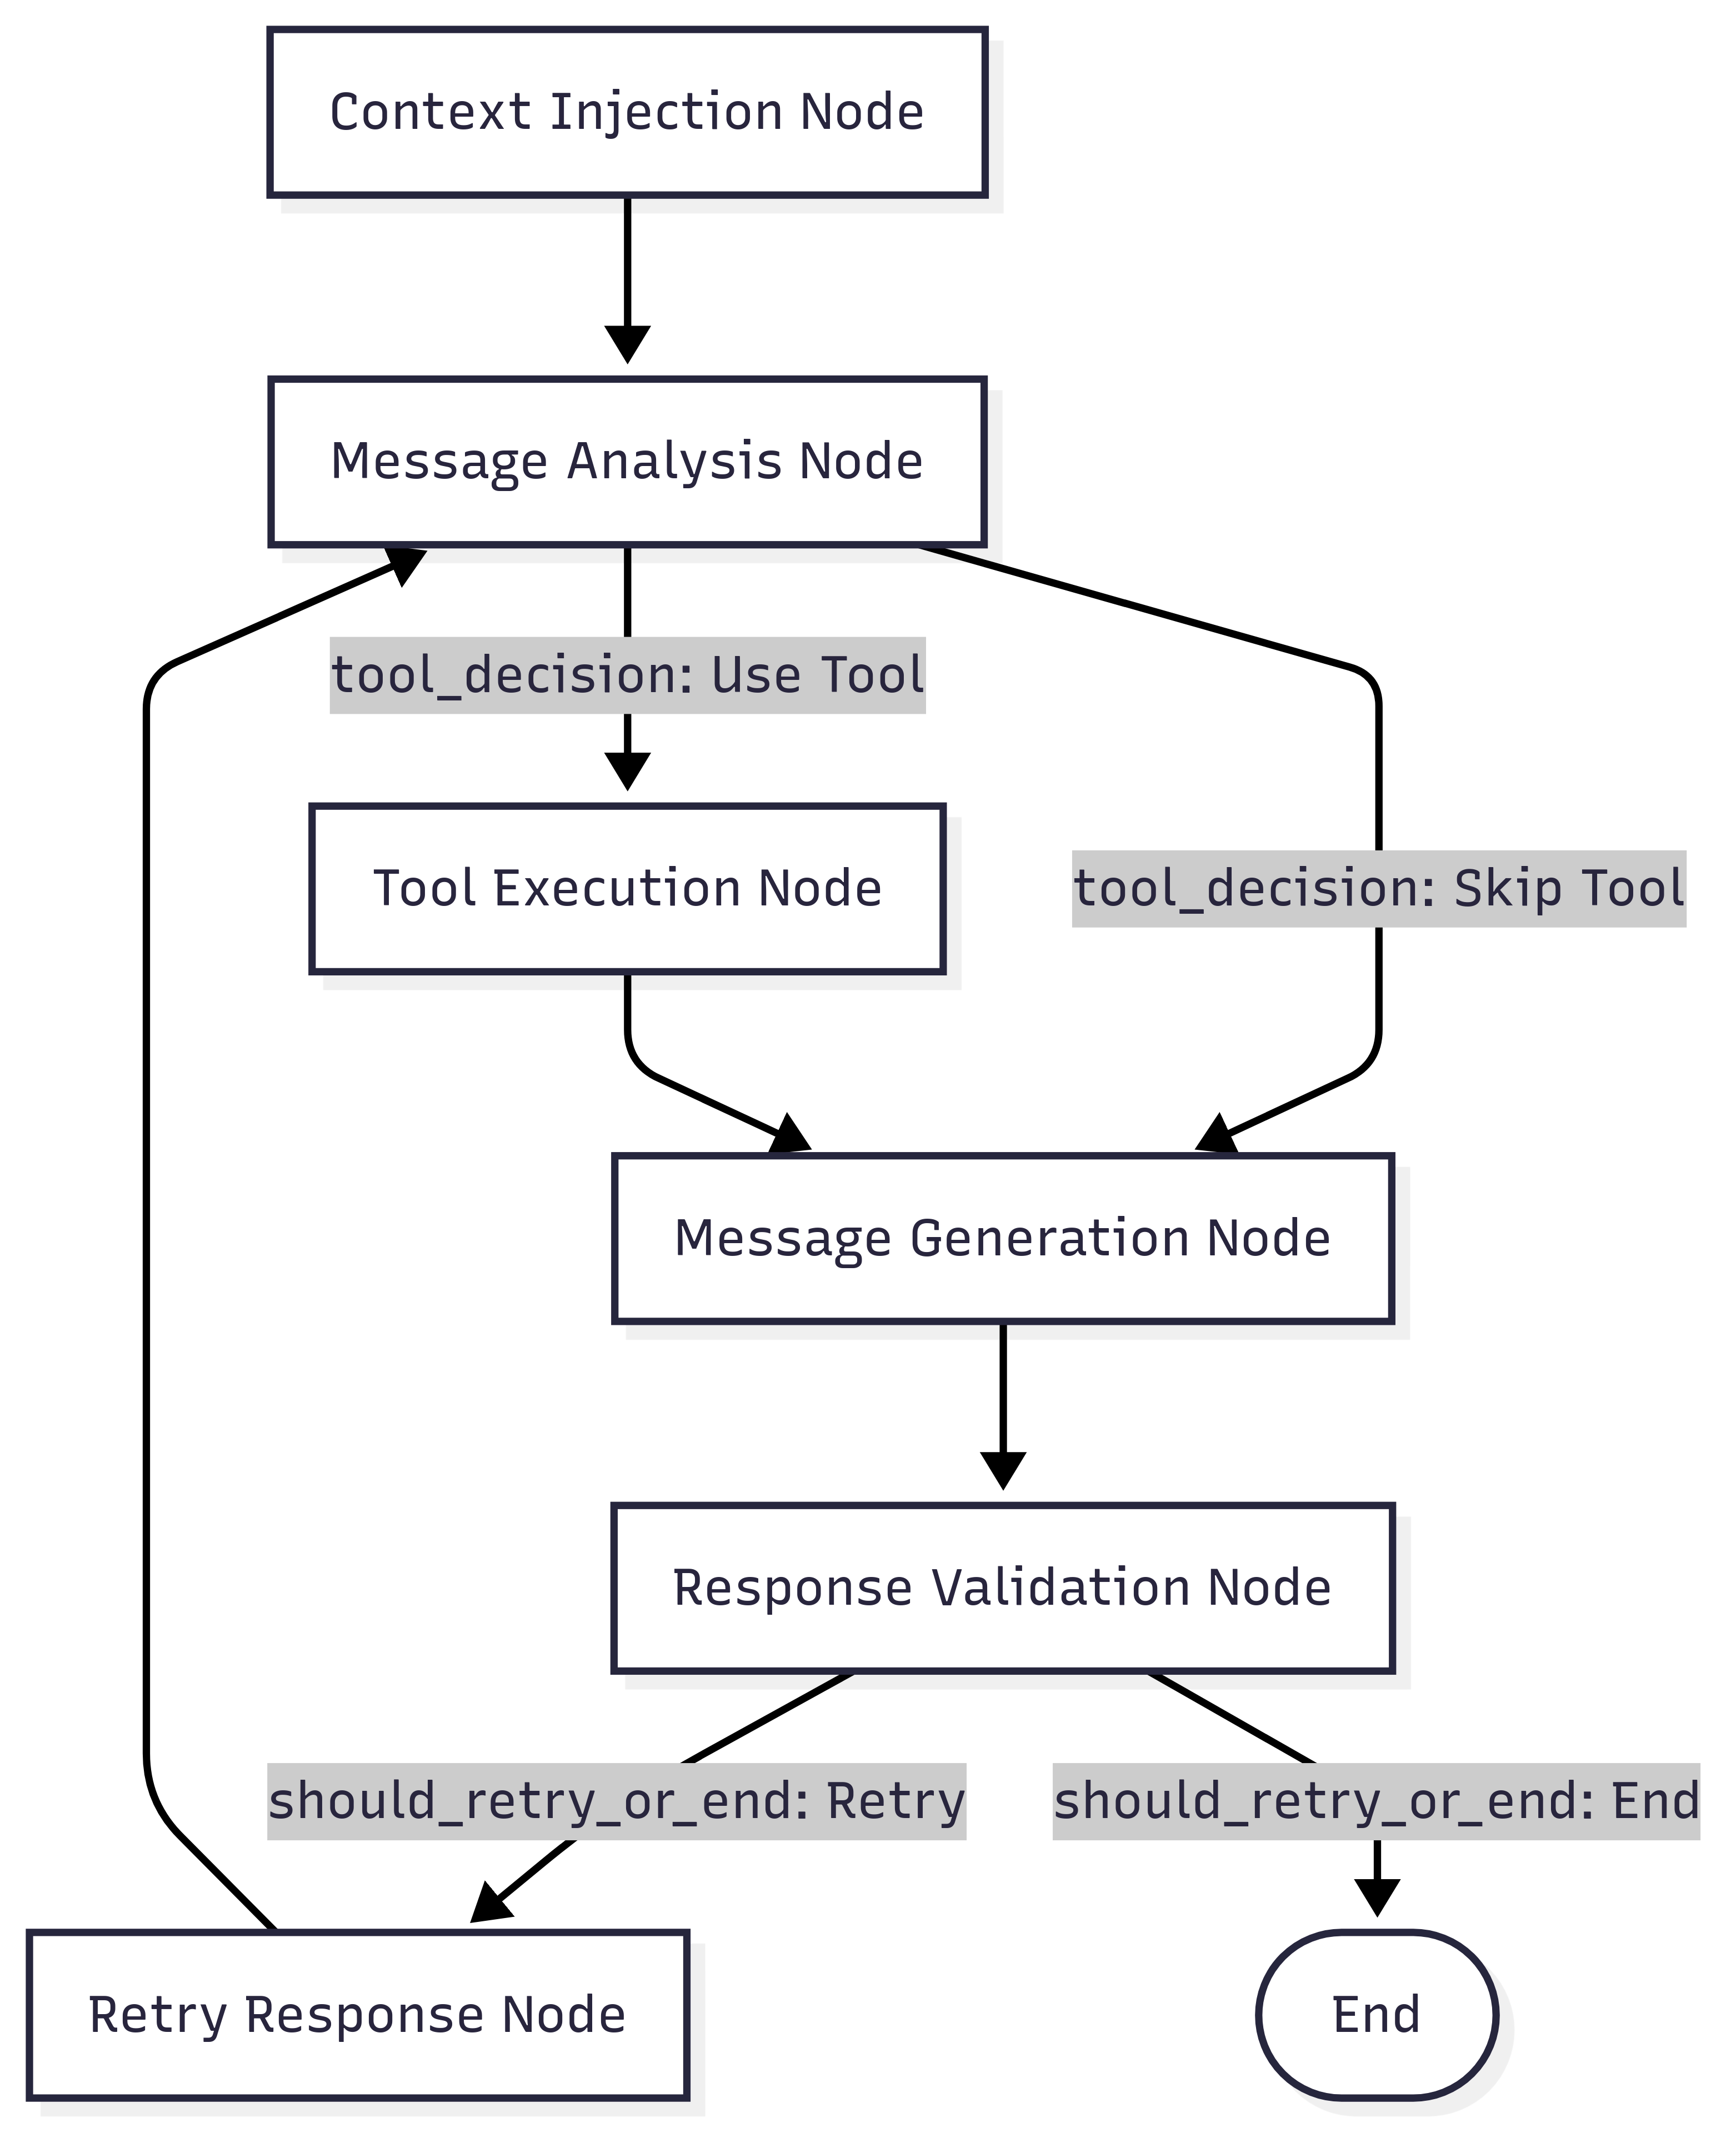 Context Injection Node
Message Analysis Node
tool_decision: Use Tool
Tool Execution Node
tool_decision: Skip Tool
Message Generation Node
Response Validation Node
should_retry_or_end: Retry
should_retry_or_end: End
Retry Response Node
End